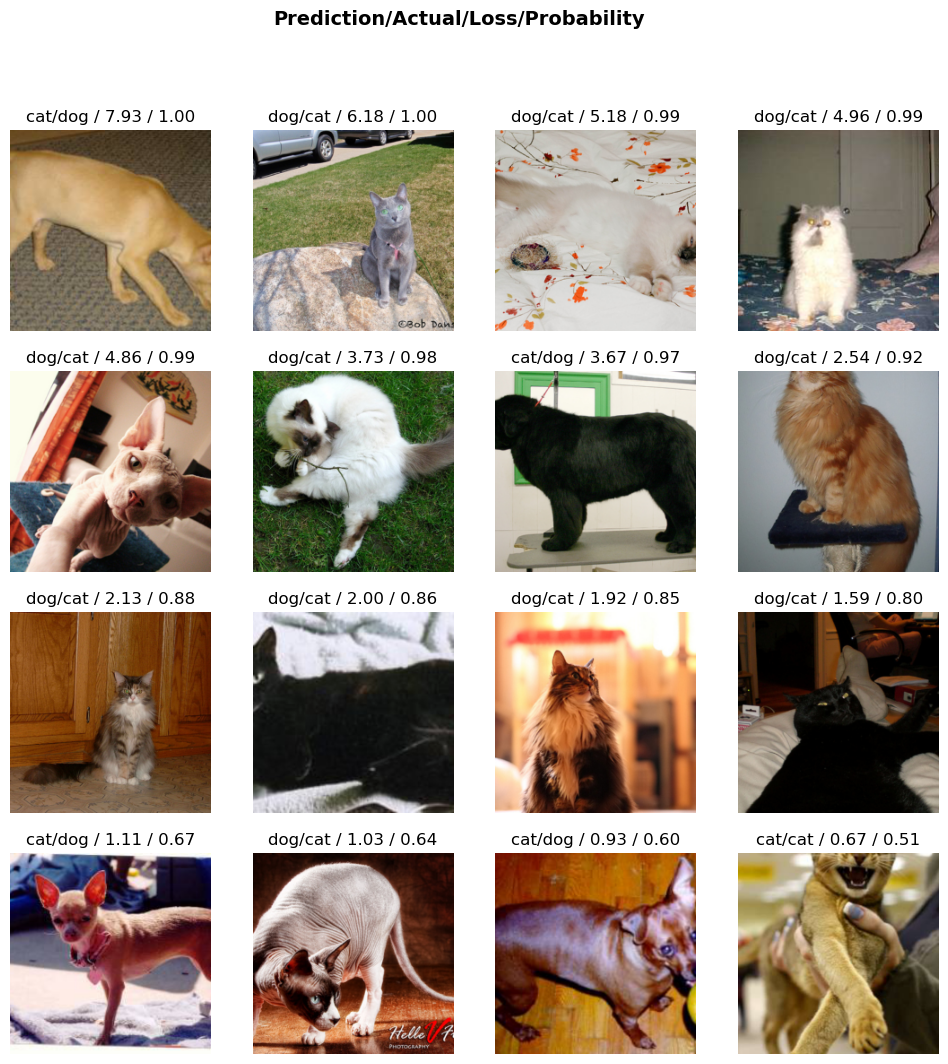 Prediction/Actual/Loss/Probability
cat/dog / 7.93 / 1.00
dog/cat / 6.18 / 1.00
dog/cat / 5.18 / 0.99
dog/cat / 4.96 / 0.99
©Bob Dans
dog/cat / 4.86 / 0.99
dog/cat / 3.73 / 0.98
cat/dog / 3.67 / 0.97
dog/cat / 2.54 / 0.92
dog/cat / 2.13 / 0.88
dog/cat / 2.00 / 0.86
dog/cat / 1.92 / 0.85
dog/cat / 1.59 / 0.80
cat/dog / 1.11 / 0.67
dog/cat / 1.03 / 0.64
cat/dog / 0.93 / 0.60
cat/cat / 0.67 / 0.51
Helle V
PHOTOGRAPHY